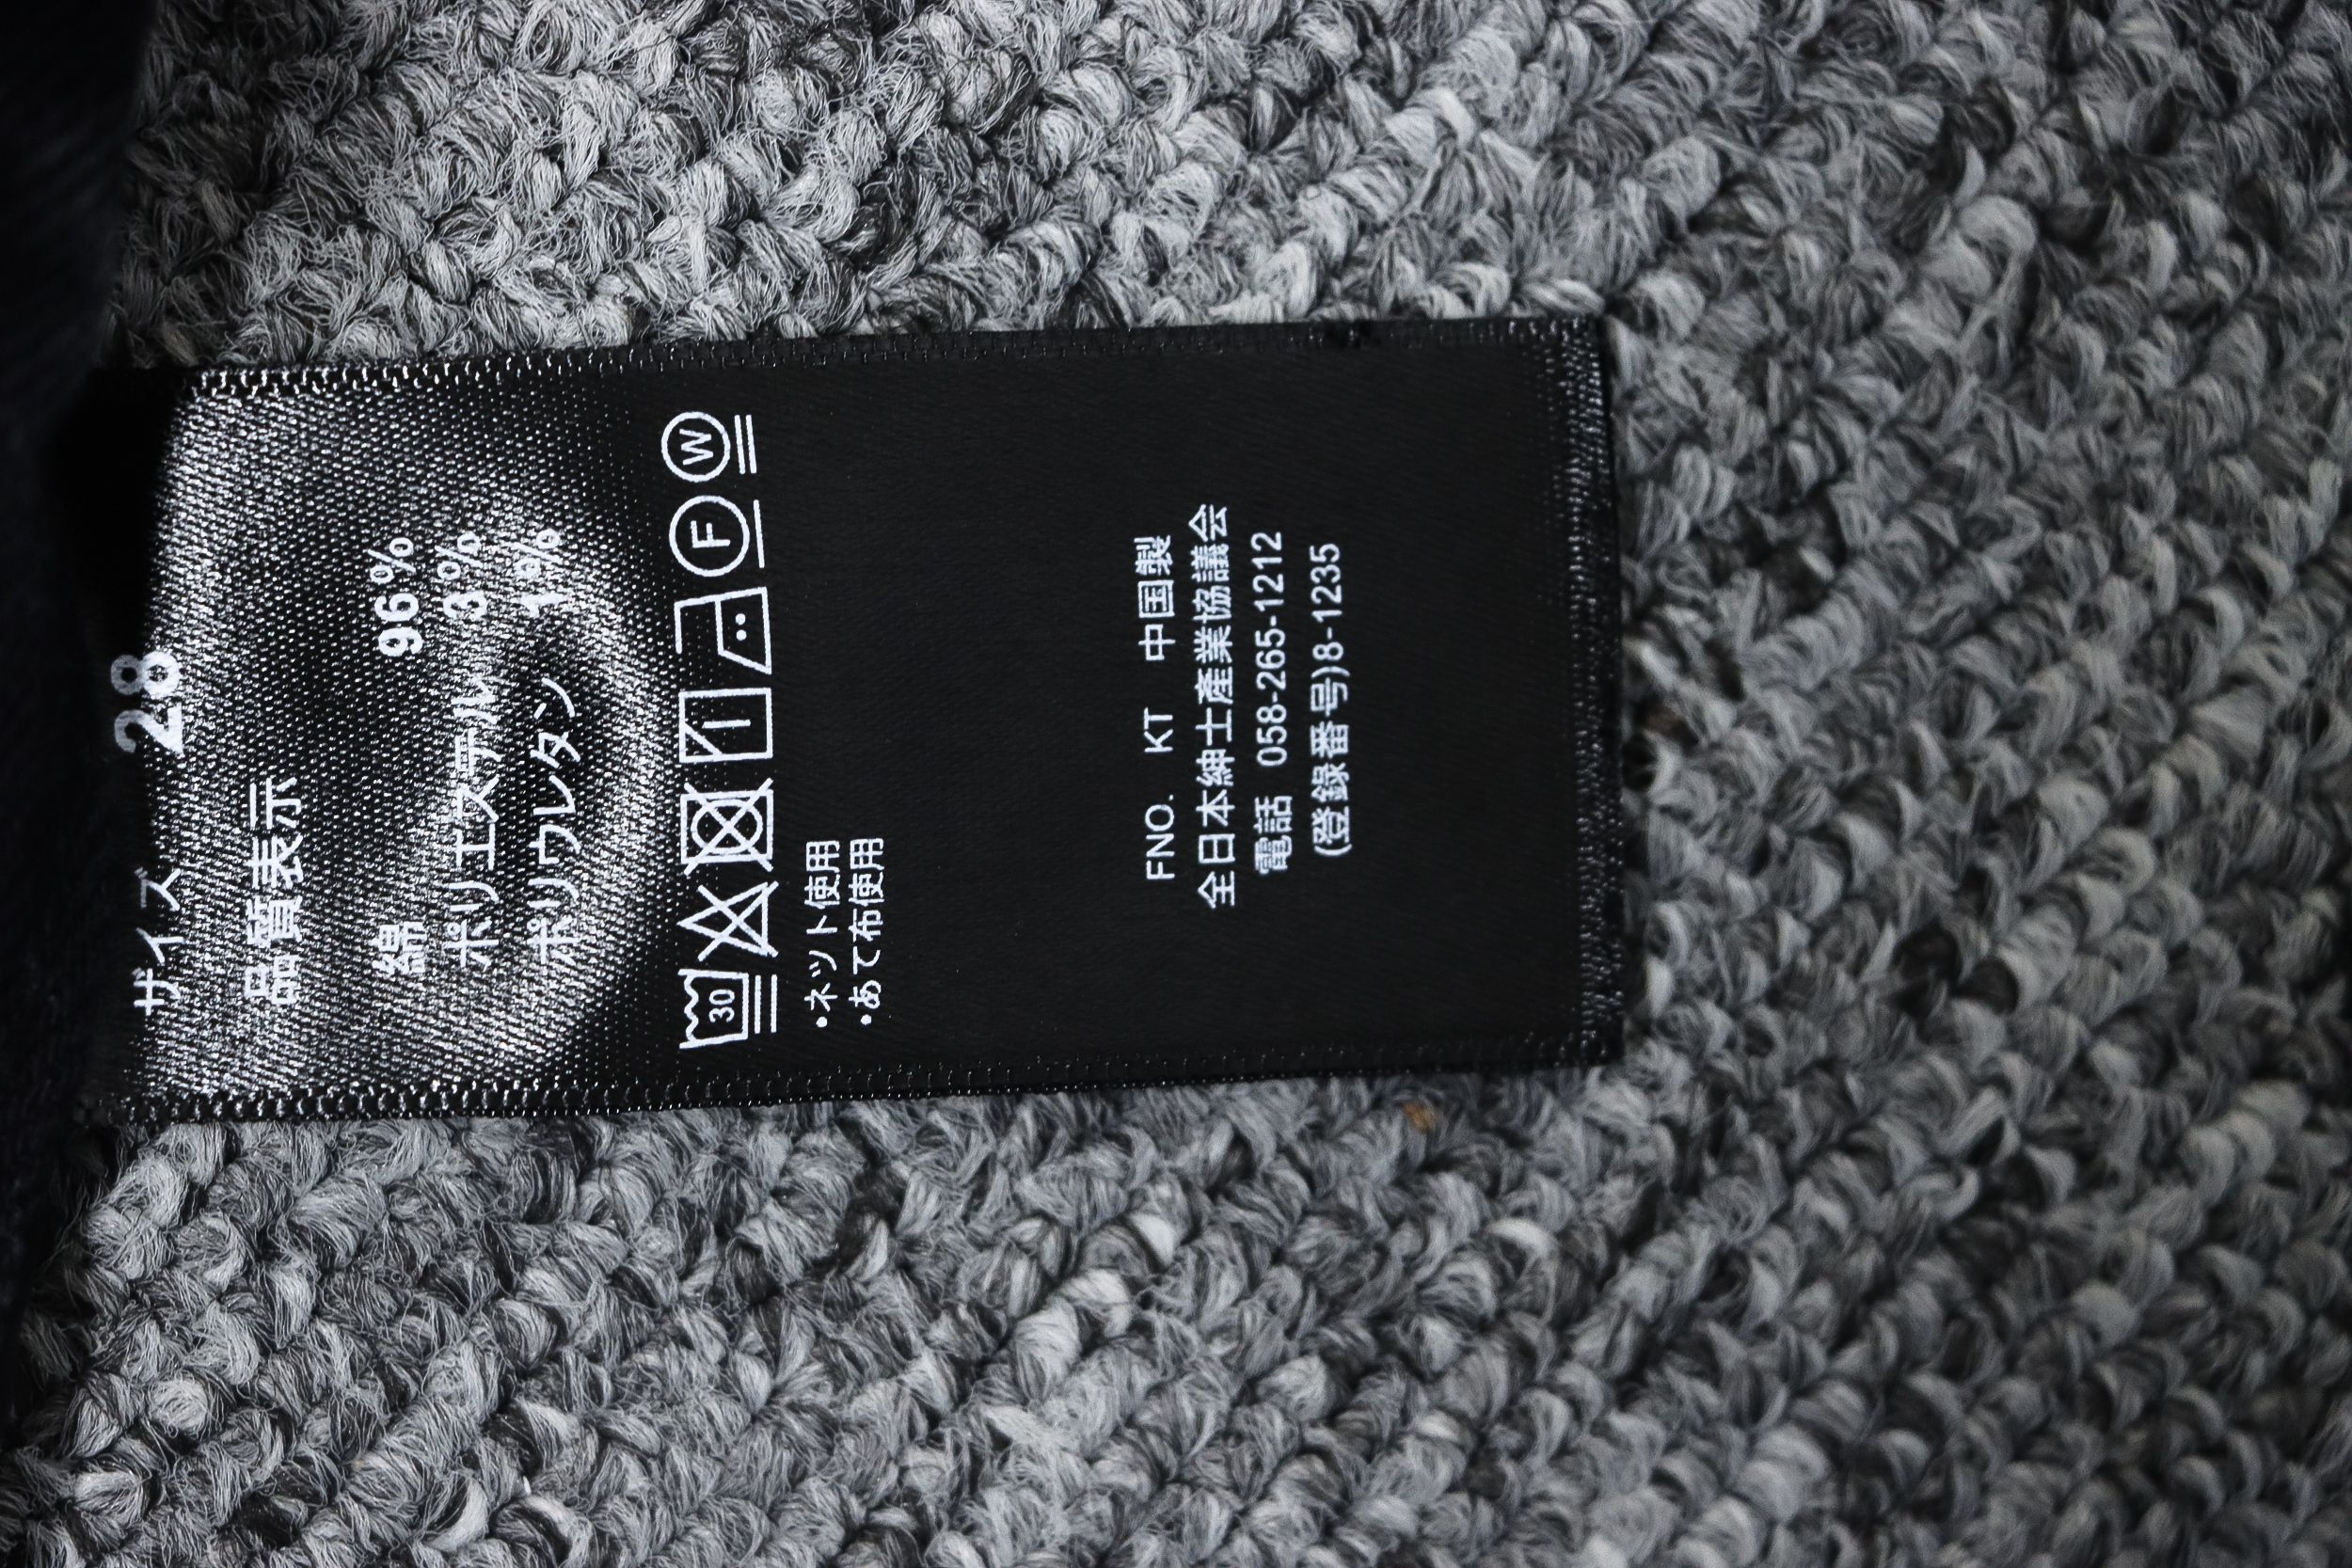 サイズ 28
品質表示
綿 96%
ポリエステル 3%
ポリウレタン 1%
30 F W
・ネット使用
・あて布使用
FNO. KT 中国製
全日本紳士産業協議会
電話 058-265-1212
(登録番号)8-1235